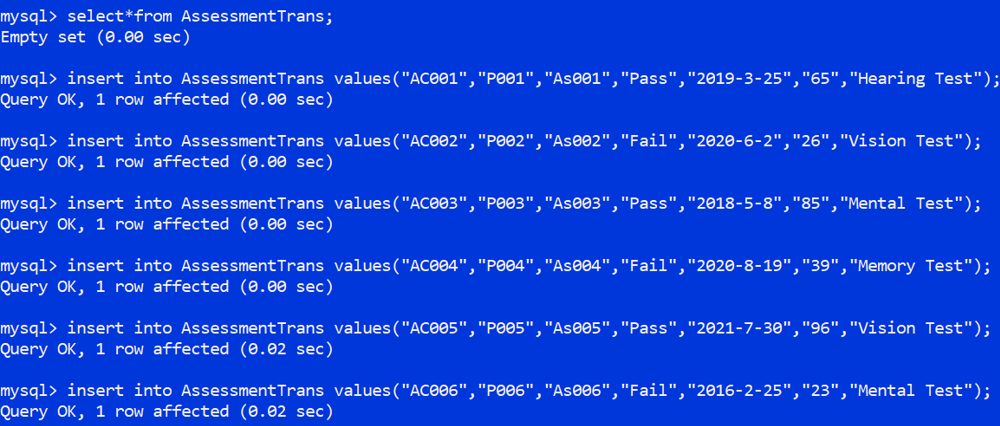 mysql> select*from AssessmentTrans;
Empty set (0.00 sec)
mysql> insert into AssessmentTrans values("AC001","P001","As001","Pass","2019-3-25","65","Hearing Test");
Query OK, 1 row affected (0.00 sec)
mysql> insert into AssessmentTrans values("AC002","P002","As002","Fail","2020-6-2","26","Vision Test");
Query OK, 1 row affected (0.00 sec)
mysql> insert into AssessmentTrans values("AC003","P003","As003","Pass","2018-5-8","85","Mental Test");
Query OK, 1 row affected (0.00 sec)
mysql> insert into AssessmentTrans values("AC004","P004","As004","Fail","2020-8-19","39","Memory Test");
Query OK, 1 row affected (0.00 sec)
mysql> insert into AssessmentTrans values("AC005","P005","As005","Pass","2021-7-30","96","Vision Test");
Query OK, 1 row affected (0.02 sec)
mysql> insert into AssessmentTrans values("AC006","P006","As006","Fail","2016-2-25","23","Mental Test");
Query OK, 1 row affected (0.02 sec)